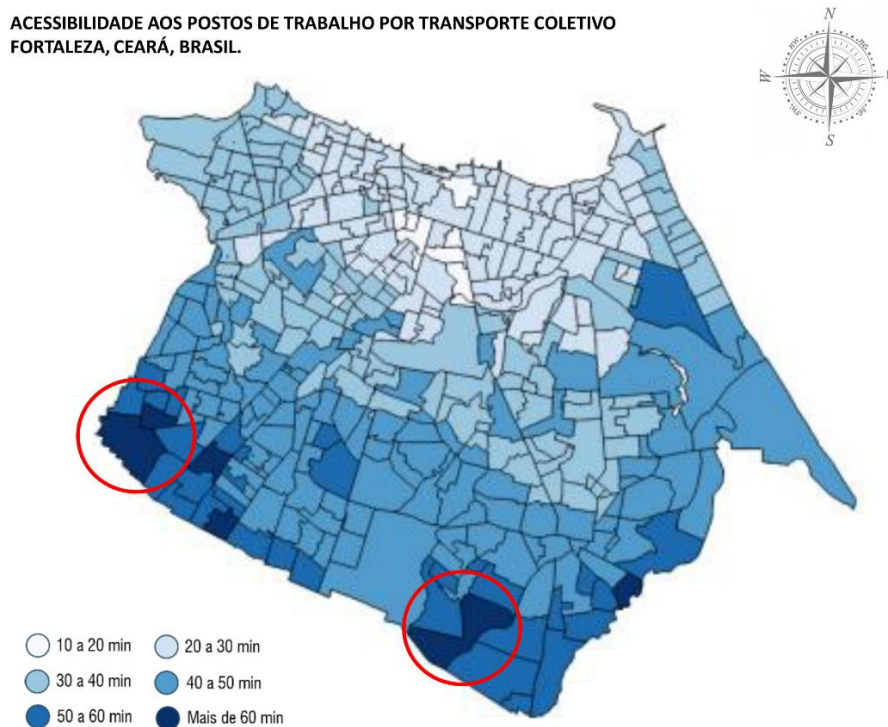 ACESSIBILIDADE AOS POSTOS DE TRABALHO POR TRANSPORTE COLETIVO
FORTALEZA, CEARÁ, BRASIL.
N
W
S
10 a 20 min
20 a 30 min
30 a 40 min
40 a 50 min
50 a 60 min
Mais de 60 min